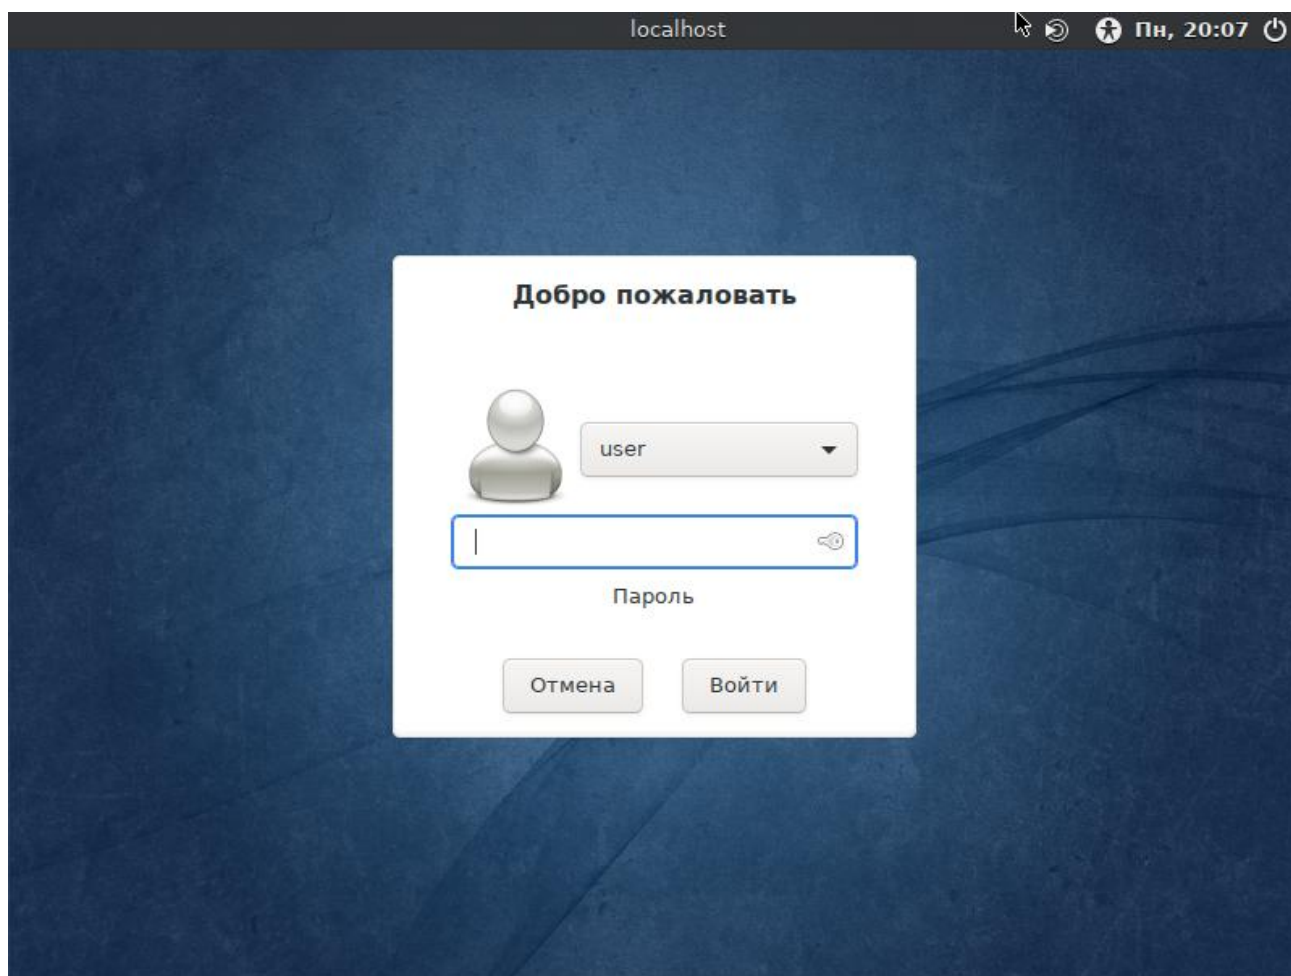 localhost
Пн, 20:07
Добро пожаловать
user
Пароль
Отмена
Войти